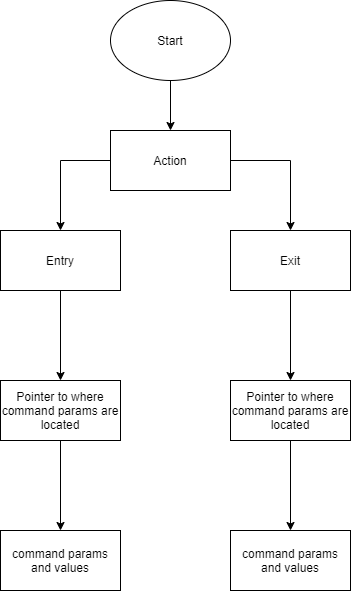 Start
Action
Entry
Exit
Pointer to where
command params are
located
Pointer to where
command params are
located
command params
and values
command params
and values